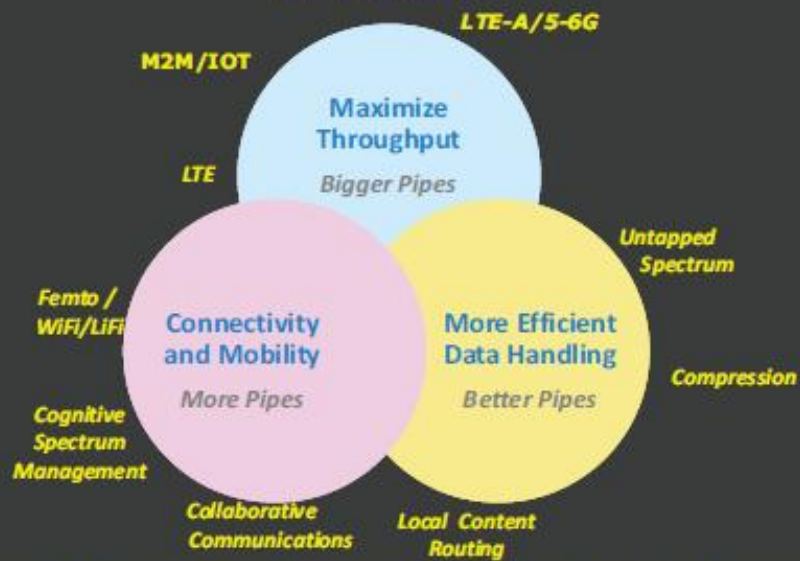 LTE-A/5-6G
M2M/IOT
Maximize
Throughput
LTE
Bigger Pipes
Untapped
Spectrum
Femto /
WiFi/LiFi
Connectivity
and Mobility
More Pipes
More Efficient
Data Handling
Better Pipes
Compression
Cognitive
Spectrum
Management
Collaborative
Communications
Local Content
Routing